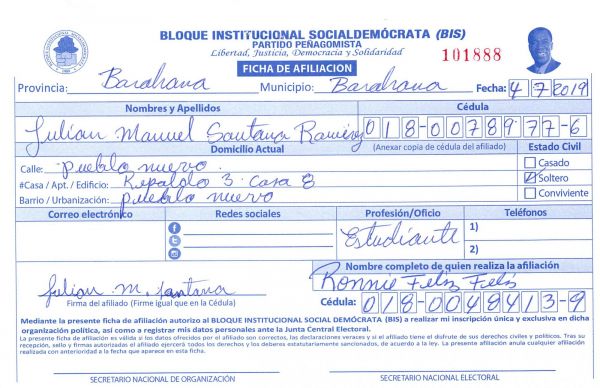 BLOQUE INSTITUCIONAL SOCIALDEMÓCRATA (BIS)
PARTIDO PEÑAGOMISTA
Libertad, Justicia, Democracia y Solidaridad
101888
FICHA DE AFILIACION
Provincia: Barahona Municipio: Barahona Fecha: 4 7 2019
Nombres y Apellidos Cédula
Julian Manuel Santana Ramirez 018-0078977-6
Domicilio Actual (Anexar copia de cédula del afiliado) Estado Civil
Calle: Pueblo nuevo Casado
#Casa / Apt. / Edificio: Repaldo 3 Casa 8 Soltero
Barrio / Urbanización: Pueblo nuevo Conviviente
Correo electrónico Redes sociales Profesión/Oficio Teléfonos
Estudiante 1)
2)
Nombre completo de quien realiza la afiliación
Julian M. Santana Ronnie Feliz Feliz
Firma del afiliado (Firme igual que en la Cédula) Cédula: 018-0048413-9
Mediante la presente ficha de afiliación autorizo al BLOQUE INSTITUCIONAL SOCIAL DEMÓCRATA (BIS) a realizar mi inscripción única y exclusiva en dicha
organización política, así como a registrar mis datos personales ante la Junta Central Electoral.
La presente ficha de afiliación es válida si los datos ofrecidos por el afiliado son correctos, las declaraciones veraces y si el afiliado tiene el disfrute de sus derechos civiles y políticos. Tras su
recepción, sello y firmas autorizadas el afiliado ejercerá todos los derechos y los deberes estatutariamente sancionados, de acuerdo a la ley. La presente afiliación anula cualquier afiliación
realizada con anterioridad a la fecha que aparece en esta ficha.
SECRETARIO NACIONAL DE ORGANIZACIÓN SECRETARIO NACIONAL ELECTORAL